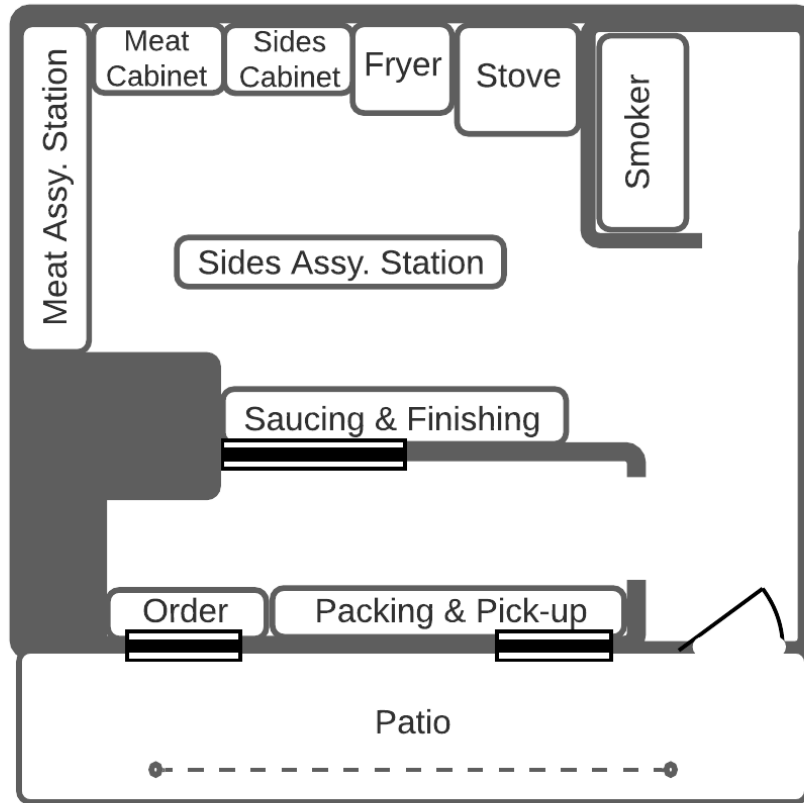 Meat
Cabinet
Sides
Cabinet
Fryer
Stove
Smoker
Meat Assy. Station
Sides Assy. Station
Saucing & Finishing
Order
Packing & Pick-up
Patio